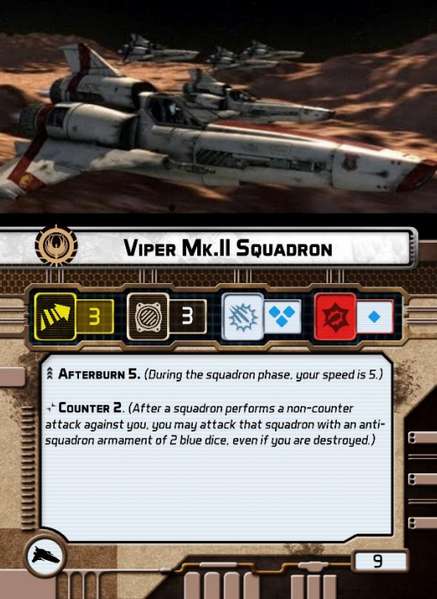 Viper Mk.II Squadron
3 3
Afterburn 5. (During the squadron phase, your speed is 5.)
Counter 2. (After a squadron performs a non-counter
attack against you, you may attack that squadron with an anti-
squadron armament of 2 blue dice, even if you are destroyed.)
9